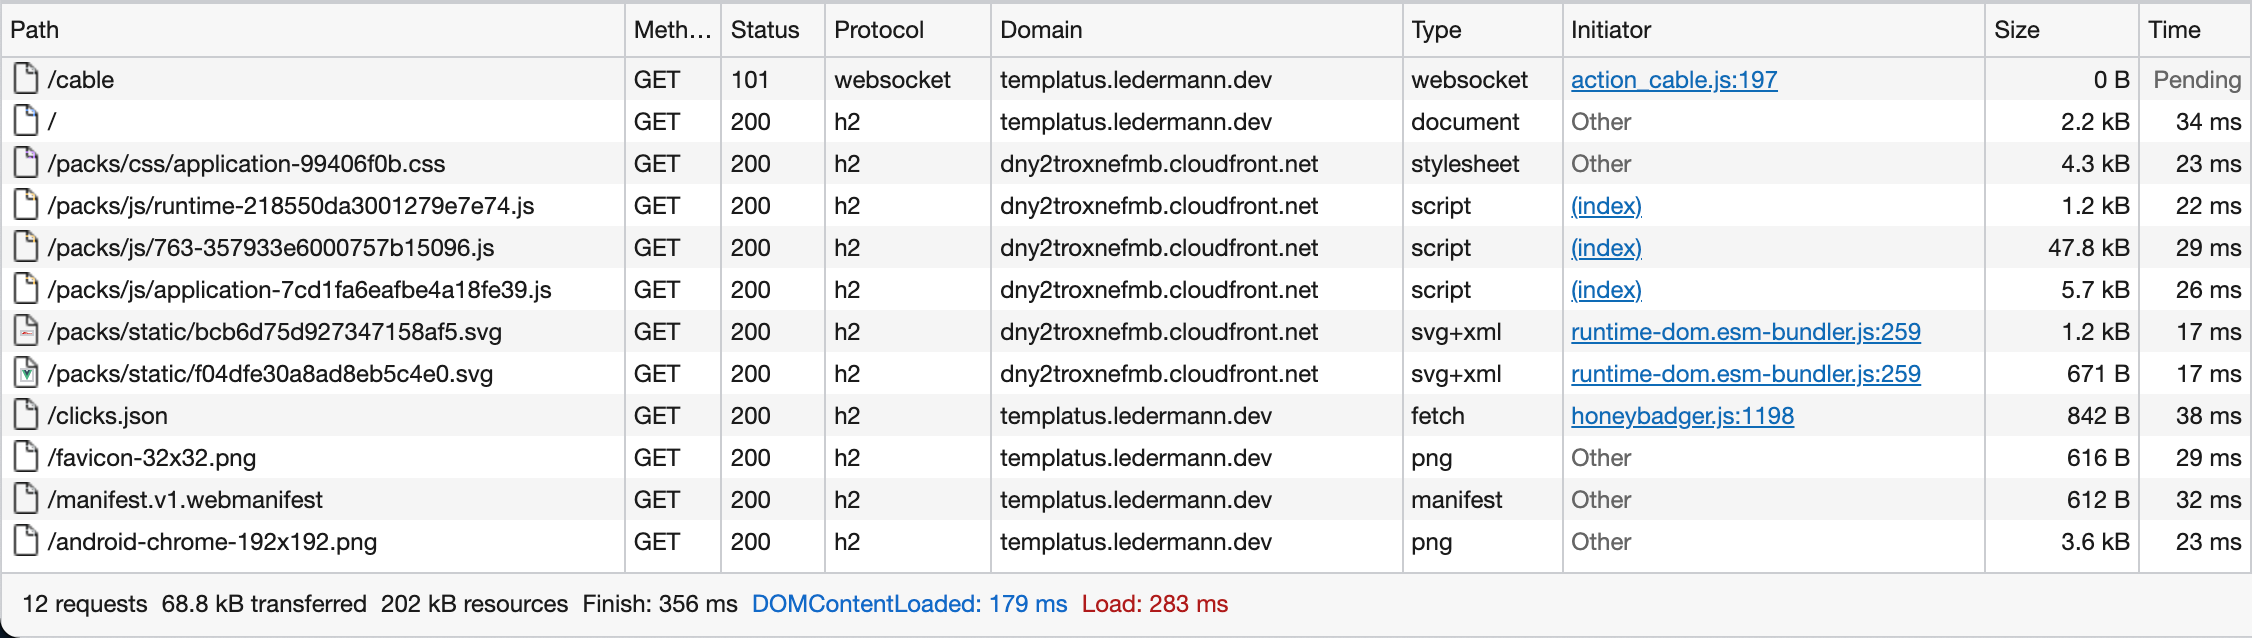 Path Meth... Status Protocol Domain Type Initiator Size Time
/cable GET 101 websocket templatus.ledermann.dev websocket action_cable.js:197 0 B Pending
/ GET 200 h2 templatus.ledermann.dev document Other 2.2 kB 34 ms
/packs/css/application-99406f0b.css GET 200 h2 dny2troxnefmb.cloudfront.net stylesheet Other 4.3 kB 23 ms
/packs/js/runtime-218550da3001279e7e74.js GET 200 h2 dny2troxnefmb.cloudfront.net script (index) 1.2 kB 22 ms
/packs/js/763-357933e6000757b15096.js GET 200 h2 dny2troxnefmb.cloudfront.net script (index) 47.8 kB 29 ms
/packs/js/application-7cd1fa6eafbe4a18fe39.js GET 200 h2 dny2troxnefmb.cloudfront.net script (index) 5.7 kB 26 ms
/packs/static/bcb6d75d927347158af5.svg GET 200 h2 dny2troxnefmb.cloudfront.net svg+xml runtime-dom.esm-bundler.js:259 1.2 kB 17 ms
/packs/static/f04dfe30a8ad8eb5c4e0.svg GET 200 h2 dny2troxnefmb.cloudfront.net svg+xml runtime-dom.esm-bundler.js:259 671 B 17 ms
/clicks.json GET 200 h2 templatus.ledermann.dev fetch honeybadger.js:1198 842 B 38 ms
/favicon-32x32.png GET 200 h2 templatus.ledermann.dev png Other 616 B 29 ms
/manifest.v1.webmanifest GET 200 h2 templatus.ledermann.dev manifest Other 612 B 32 ms
/android-chrome-192x192.png GET 200 h2 templatus.ledermann.dev png Other 3.6 kB 23 ms
12 requests 68.8 kB transferred 202 kB resources Finish: 356 ms DOMContentLoaded: 179 ms Load: 283 ms